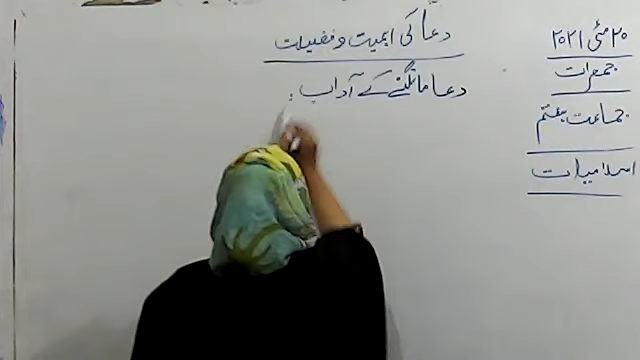 ۲۰ مئی ۲۰۲۱
جمعرات
جماعت ہفتم
اسلامیات
دعا کی اہمیت و فضیلت
دعا مانگنے کے آداب: